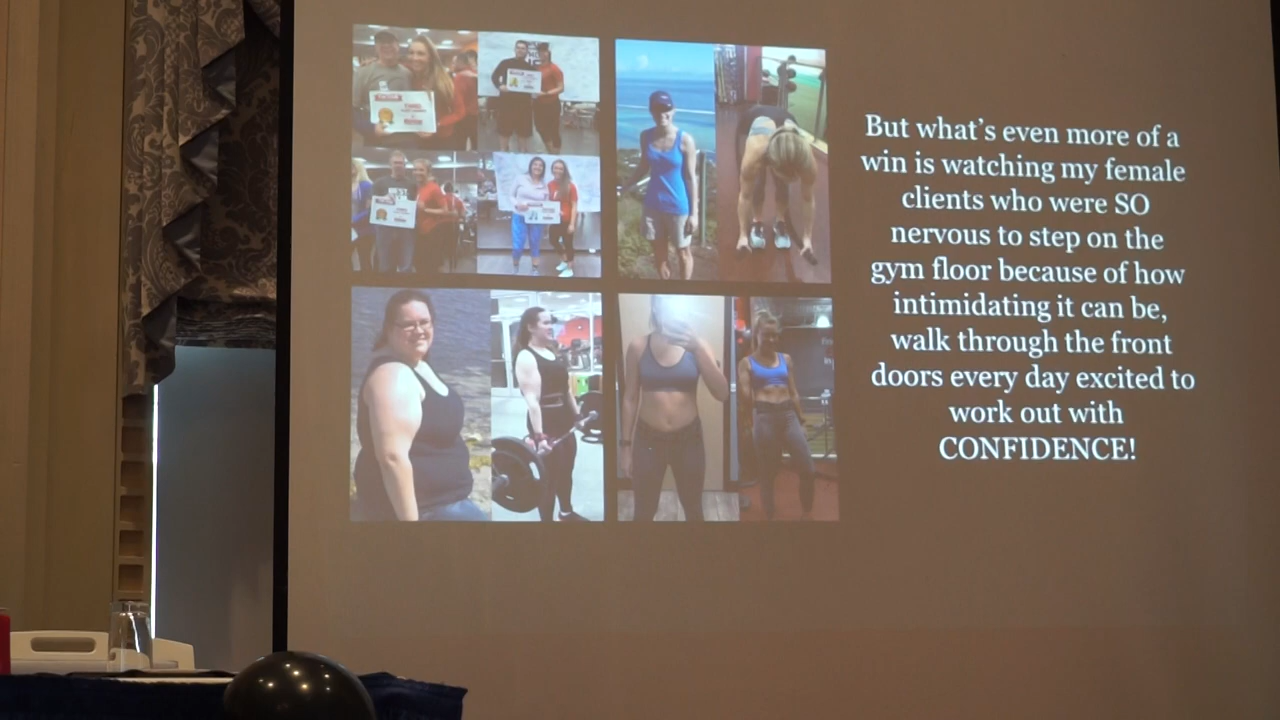 But what's even more of a
win is watching my female
clients who were SO
nervous to step on the
gym floor because of how
intimidating it can be,
walk through the front
doors every day excited to
work out with
CONFIDENCE!